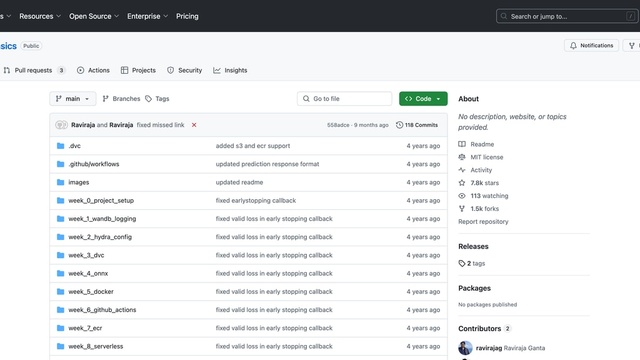 s Resources Open Source Enterprise Pricing Search or jump to... /
sics Public Notifications
Pull requests 3 Actions Projects Security Insights
main Branches Tags Go to file Code About
No description, website, or topics
provided.
Raviraja and Raviraja fixed missed link 558adce · 9 months ago 118 Commits
.dvc added s3 and ecr support 4 years ago
Readme
.github/workflows updated prediction response format 4 years ago
MIT license
Activity
images updated readme 4 years ago
7.8k stars
week_0_project_setup fixed earlystopping callback 4 years ago
113 watching
1.5k forks
week_1_wandb_logging fixed valid loss in early stopping callback 4 years ago
Report repository
week_2_hydra_config fixed valid loss in early stopping callback 4 years ago
Releases
week_3_dvc fixed valid loss in early stopping callback 4 years ago
2 tags
week_4_onnx fixed valid loss in early stopping callback 4 years ago
Packages
week_5_docker fixed valid loss in early stopping callback 4 years ago
No packages published
week_6_github_actions fixed valid loss in early stopping callback 4 years ago
week_7_ecr fixed valid loss in early stopping callback 4 years ago
Contributors 2
week_8_serverless fixed valid loss in early stopping callback 4 years ago
ravirajag Raviraja Ganta